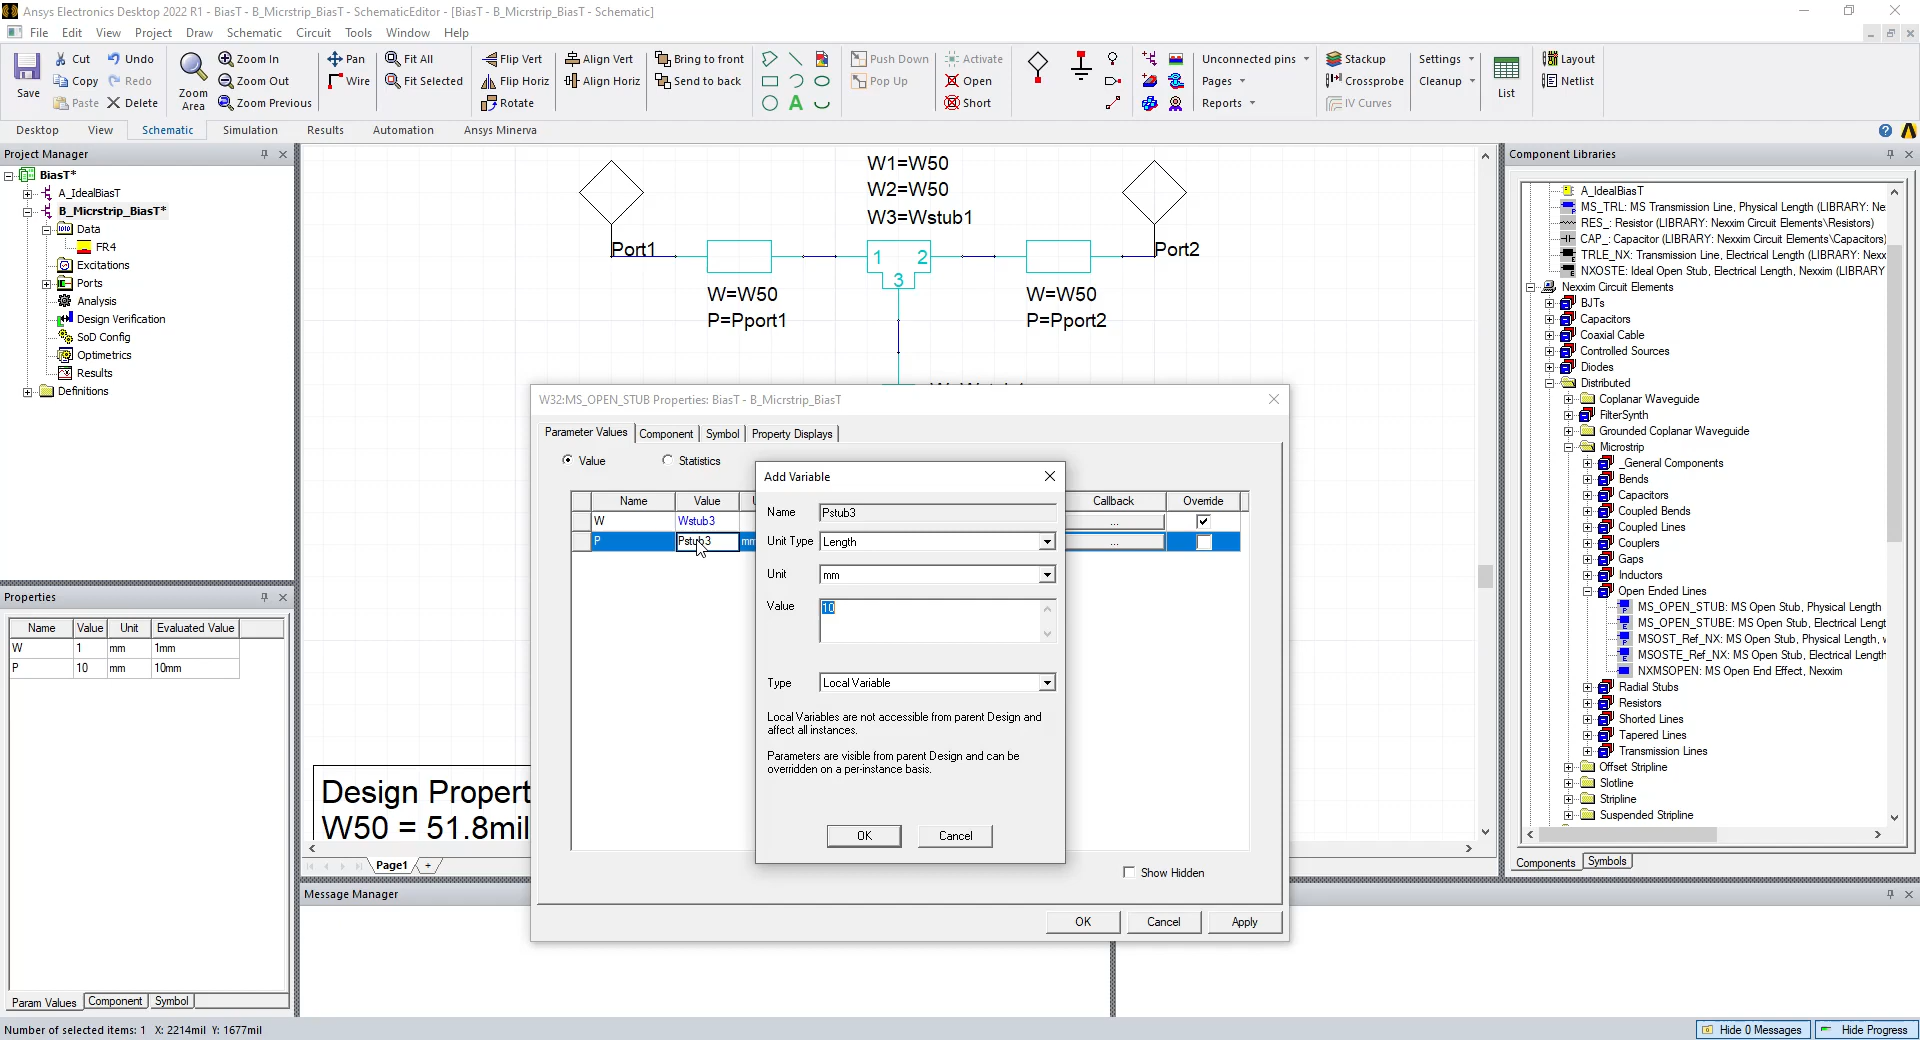 Ansys Electronics Desktop 2022 R1 - BiasT - B_Micrstrip_BiasT - SchematicEditor - [BiasT - B_Micrstrip_BiasT - Schematic]
File Edit View Project Draw Schematic Circuit Tools Window Help
Save
Cut
Copy
Paste
Undo
Redo
Delete
Zoom
Area
Zoom In
Zoom Out
Zoom Previous
Pan
Wire
Fit All
Fit Selected
Flip Vert
Flip Horiz
Rotate
Align Vert
Align Horiz
Bring to front
Send to back
A
Push Down
Pop Up
Activate
Open
Short
Unconnected pins
Pages
Reports
Stackup
Crossprobe
IV Curves
Settings
Cleanup
List
Layout
Netlist
Desktop View Schematic Simulation Results Automation Ansys Minerva
Project Manager
BiasT*
A_IdealBiasT
B_Micrstrip_BiasT*
Data
FR4
Excitations
Ports
Analysis
Design Verification
SoD Config
Optimetrics
Results
Definitions
Properties
Name Value Unit Evaluated Value
W 1 mm 1mm
P 10 mm 10mm
Param Values Component Symbol
W1=W50
W2=W50
W3=Wstub1
Port1
1 2
3
Port2
W=W50
P=Pport1
W=W50
P=Pport2
Design Propert
W50 = 51.8mil
Page1 +
Message Manager
W32:MS_OPEN_STUB Properties: BiasT - B_Micrstrip_BiasT
Parameter Values Component Symbol Property Displays
Value Statistics
Name Value Callback Override
W Wstub3 ...
P Pstub3 mm ...
Show Hidden
OK Cancel Apply
Add Variable
Name Pstub3
Unit Type Length
Unit mm
Value 10
Type Local Variable
Local Variables are not accessible from parent Design and
affect all instances.
Parameters are visible from parent Design and can be
overridden on a per-instance basis.
OK Cancel
Component Libraries
A_IdealBiasT
MS_TRL: MS Transmission Line, Physical Length (LIBRARY: Ne
RES_: Resistor (LIBRARY: Nexxim Circuit Elements\Resistors)
CAP_: Capacitor (LIBRARY: Nexxim Circuit Elements\Capacitors)
TRLE_NX: Transmission Line, Electrical Length (LIBRARY: Nexx
NXOSTE: Ideal Open Stub, Electrical Length, Nexxim (LIBRARY
Nexxim Circuit Elements
BJTs
Capacitors
Coaxial Cable
Controlled Sources
Diodes
Distributed
Coplanar Waveguide
FilterSynth
Grounded Coplanar Waveguide
Microstrip
_General Components
Bends
Capacitors
Coupled Bends
Coupled Lines
Couplers
Gaps
Inductors
Open Ended Lines
MS_OPEN_STUB: MS Open Stub, Physical Length
MS_OPEN_STUBE: MS Open Stub, Electrical Lengt
MSOST_Ref_NX: MS Open Stub, Physical Length, w
MSOSTE_Ref_NX: MS Open Stub, Electrical Length
NXMSOPEN: MS Open End Effect, Nexxim
Radial Stubs
Resistors
Shorted Lines
Tapered Lines
Transmission Lines
Offset Stripline
Slotline
Stripline
Suspended Stripline
Components Symbols
Number of selected items: 1 X: 2214mil Y: 1677mil
Hide 0 Messages Hide Progress